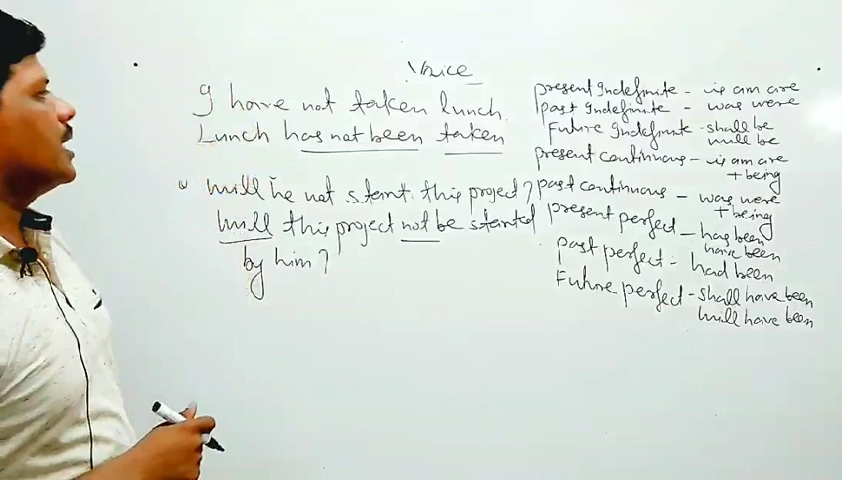 Voice
I have not taken lunch.
Lunch has not been taken
Will he not start this project?
Will this project not be started
by him?
present Indefinite - is am are
past Indefinite - was were
Future Indefinite - shall be
will be
present continuous - is am are
+ being
past continuous - was were
+ being
present perfect - has been
have been
past perfect - had been
Future perfect - shall have been
will have been